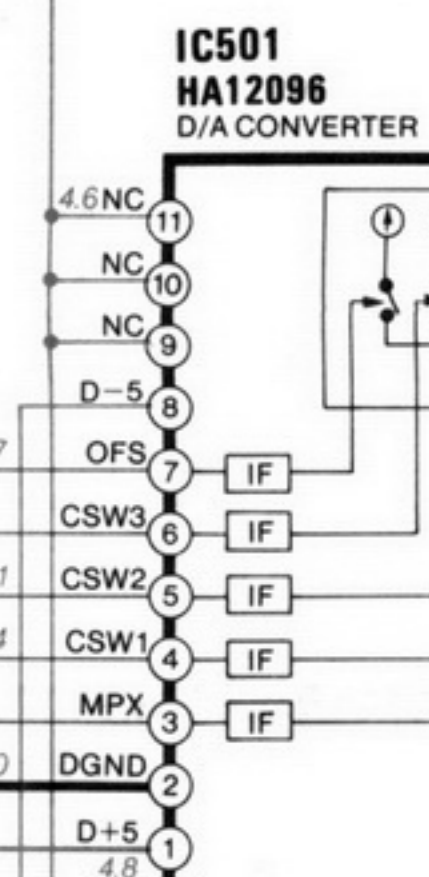 IC501
HA12096
D/A CONVERTER
4.6 NC 11
NC 10
NC 9
D−5 8
OFS 7 IF
CSW3 6 IF
CSW2 5 IF
CSW1 4 IF
MPX 3 IF
DGND 2
D+5 1
4.8